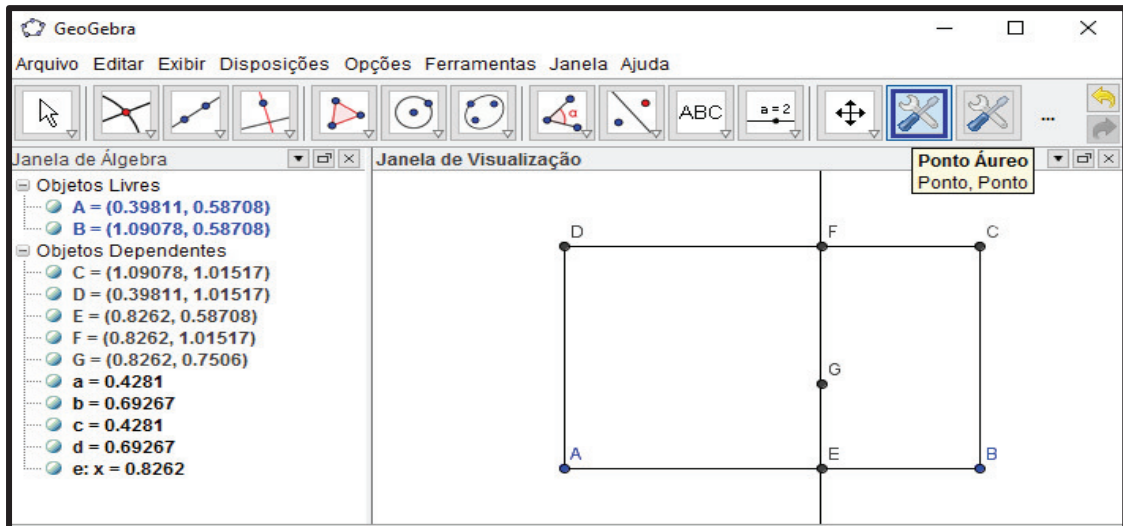 GeoGebra
Arquivo Editar Exibir Disposições Opções Ferramentas Janela Ajuda
ABC
a = 2
α
...
Janela de Álgebra
Janela de Visualização
Ponto Áureo
Ponto, Ponto
Objetos Livres
A = (0.39811, 0.58708)
B = (1.09078, 0.58708)
Objetos Dependentes
C = (1.09078, 1.01517)
D = (0.39811, 1.01517)
E = (0.8262, 0.58708)
F = (0.8262, 1.01517)
G = (0.8262, 0.7506)
a = 0.4281
b = 0.69267
c = 0.4281
d = 0.69267
e: x = 0.8262
D
F
C
G
A
E
B